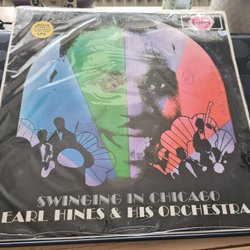 SWINGING IN CHICAGO
EARL HINES & HIS ORCHESTRA